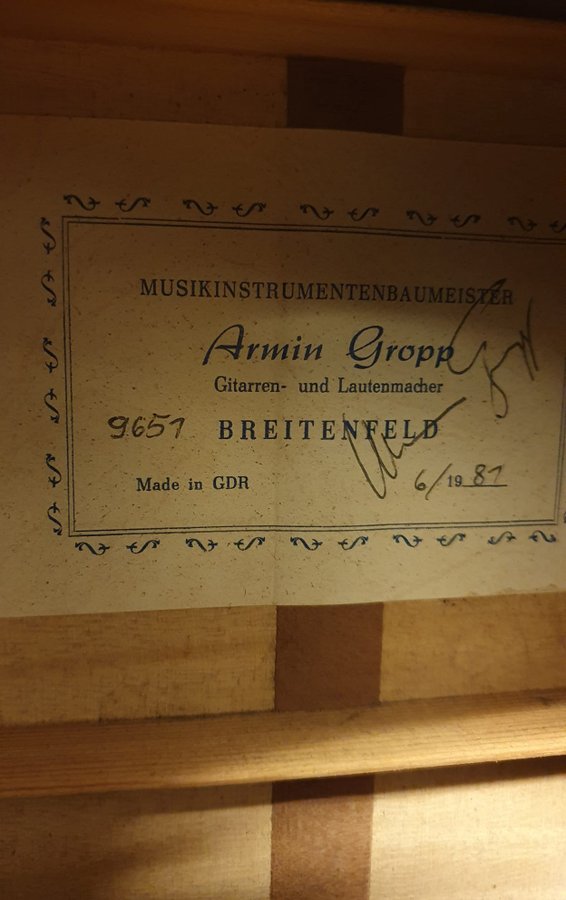 MUSIKINSTRUMENTENBAUMEISTER
Armin Gropp
Gitarren- und Lautenmacher
9651 BREITENFELD
Made in GDR 6/1981